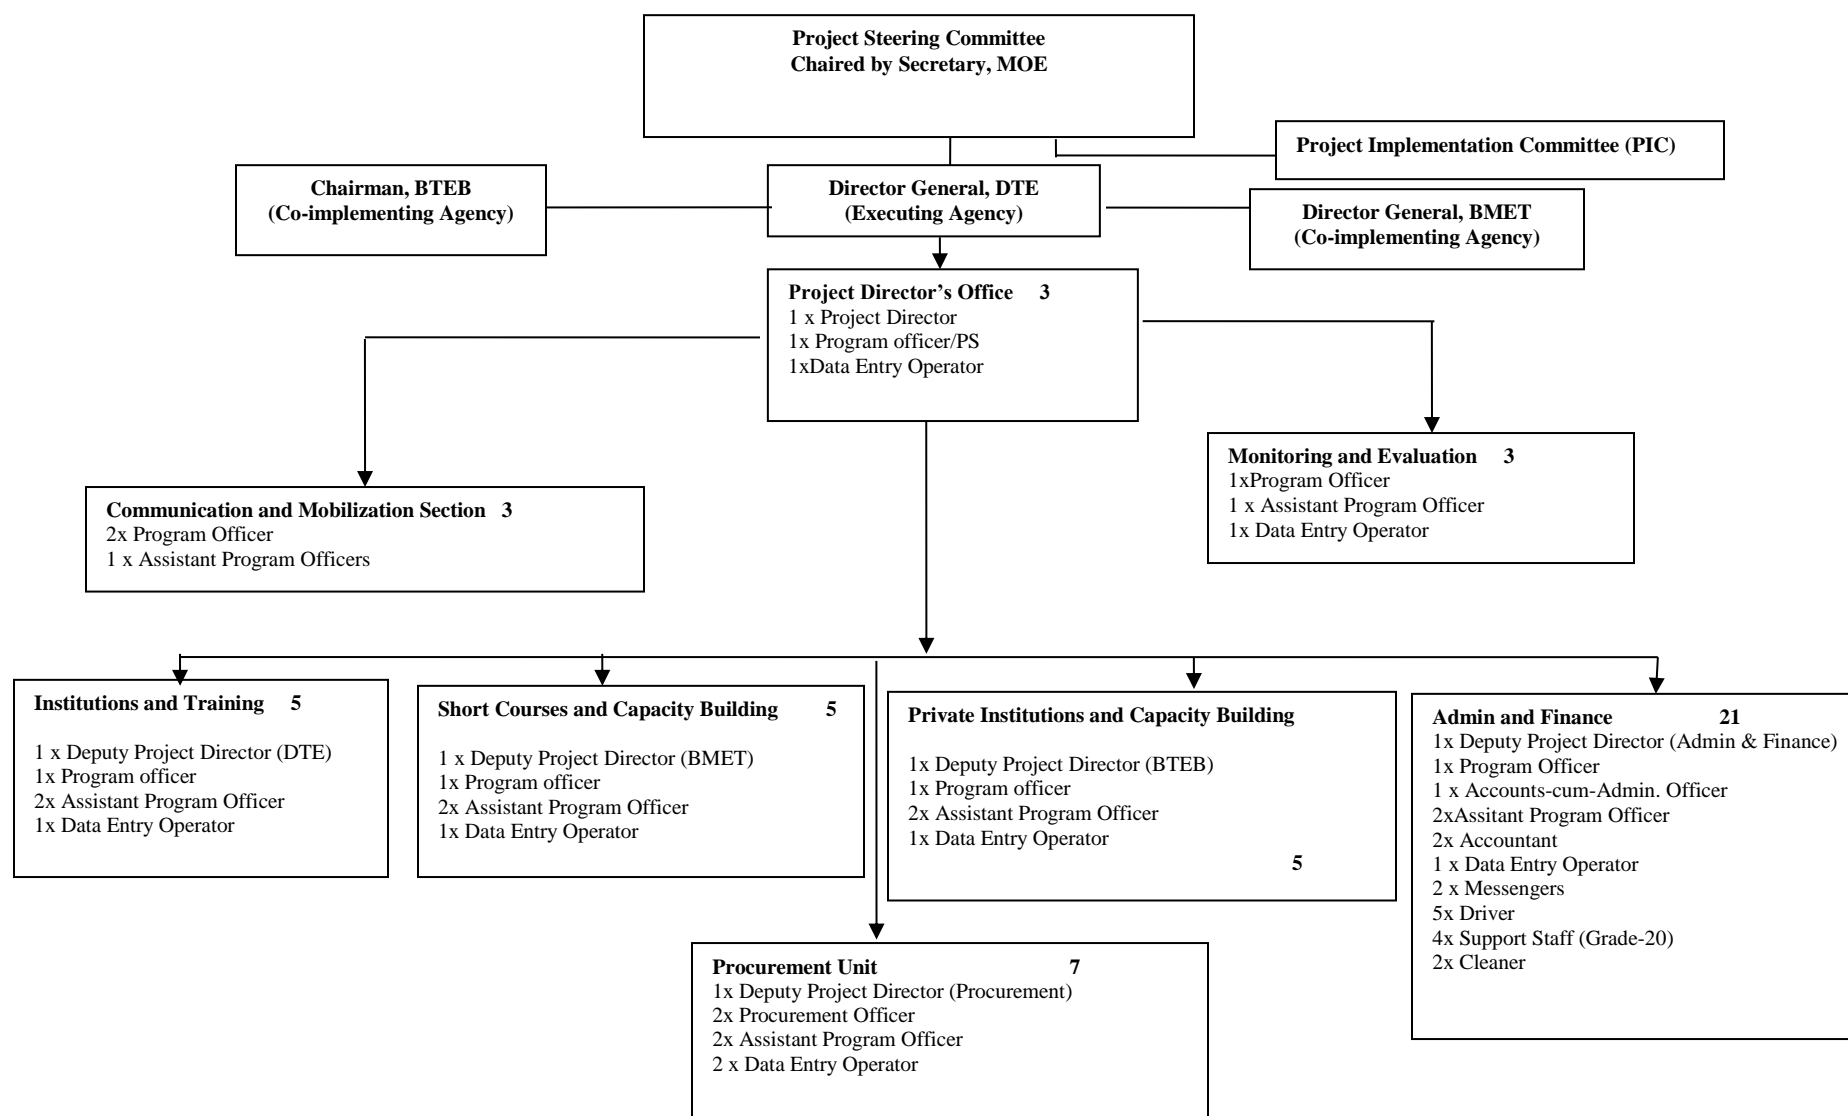 Project Steering Committee
Chaired by Secretary, MOE
Project Implementation Committee (PIC)
Chairman, BTEB
(Co-implementing Agency)
Director General, DTE
(Executing Agency)
Director General, BMET
(Co-implementing Agency)
Project Director’s Office 3
1 x Project Director
1x Program officer/PS
1xData Entry Operator
Communication and Mobilization Section 3
2x Program Officer
1 x Assistant Program Officers
Monitoring and Evaluation 3
1xProgram Officer
1 x Assistant Program Officer
1x Data Entry Operator
Institutions and Training 5
1 x Deputy Project Director (DTE)
1x Program officer
2x Assistant Program Officer
1x Data Entry Operator
Short Courses and Capacity Building 5
1 x Deputy Project Director (BMET)
1x Program officer
2x Assistant Program Officer
1x Data Entry Operator
Private Institutions and Capacity Building
1x Deputy Project Director (BTEB)
1x Program officer
2x Assistant Program Officer
1x Data Entry Operator
5
Admin and Finance 21
1x Deputy Project Director (Admin & Finance)
1x Program Officer
1 x Accounts-cum-Admin. Officer
2xAssitant Program Officer
2x Accountant
1 x Data Entry Operator
2 x Messengers
5x Driver
4x Support Staff (Grade-20)
2x Cleaner
Procurement Unit 7
1x Deputy Project Director (Procurement)
2x Procurement Officer
2x Assistant Program Officer
2 x Data Entry Operator